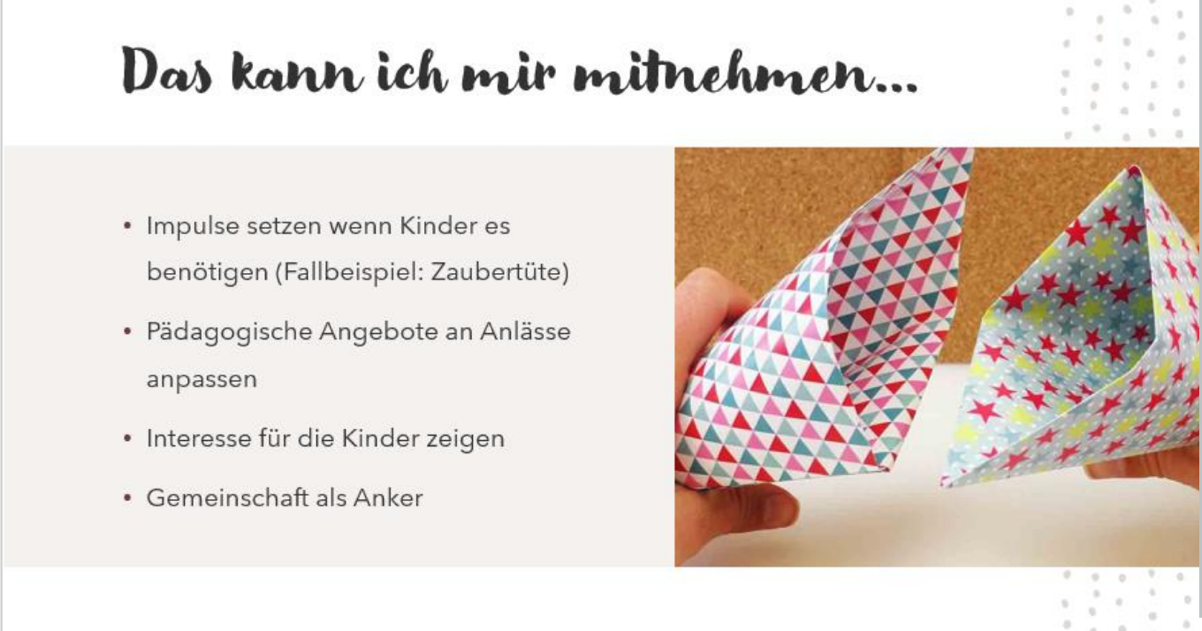 Das kann ich mir mitnehmen...
• Impulse setzen wenn Kinder es
benötigen (Fallbeispiel: Zaubertüte)
• Pädagogische Angebote an Anlässe
anpassen
• Interesse für die Kinder zeigen
• Gemeinschaft als Anker